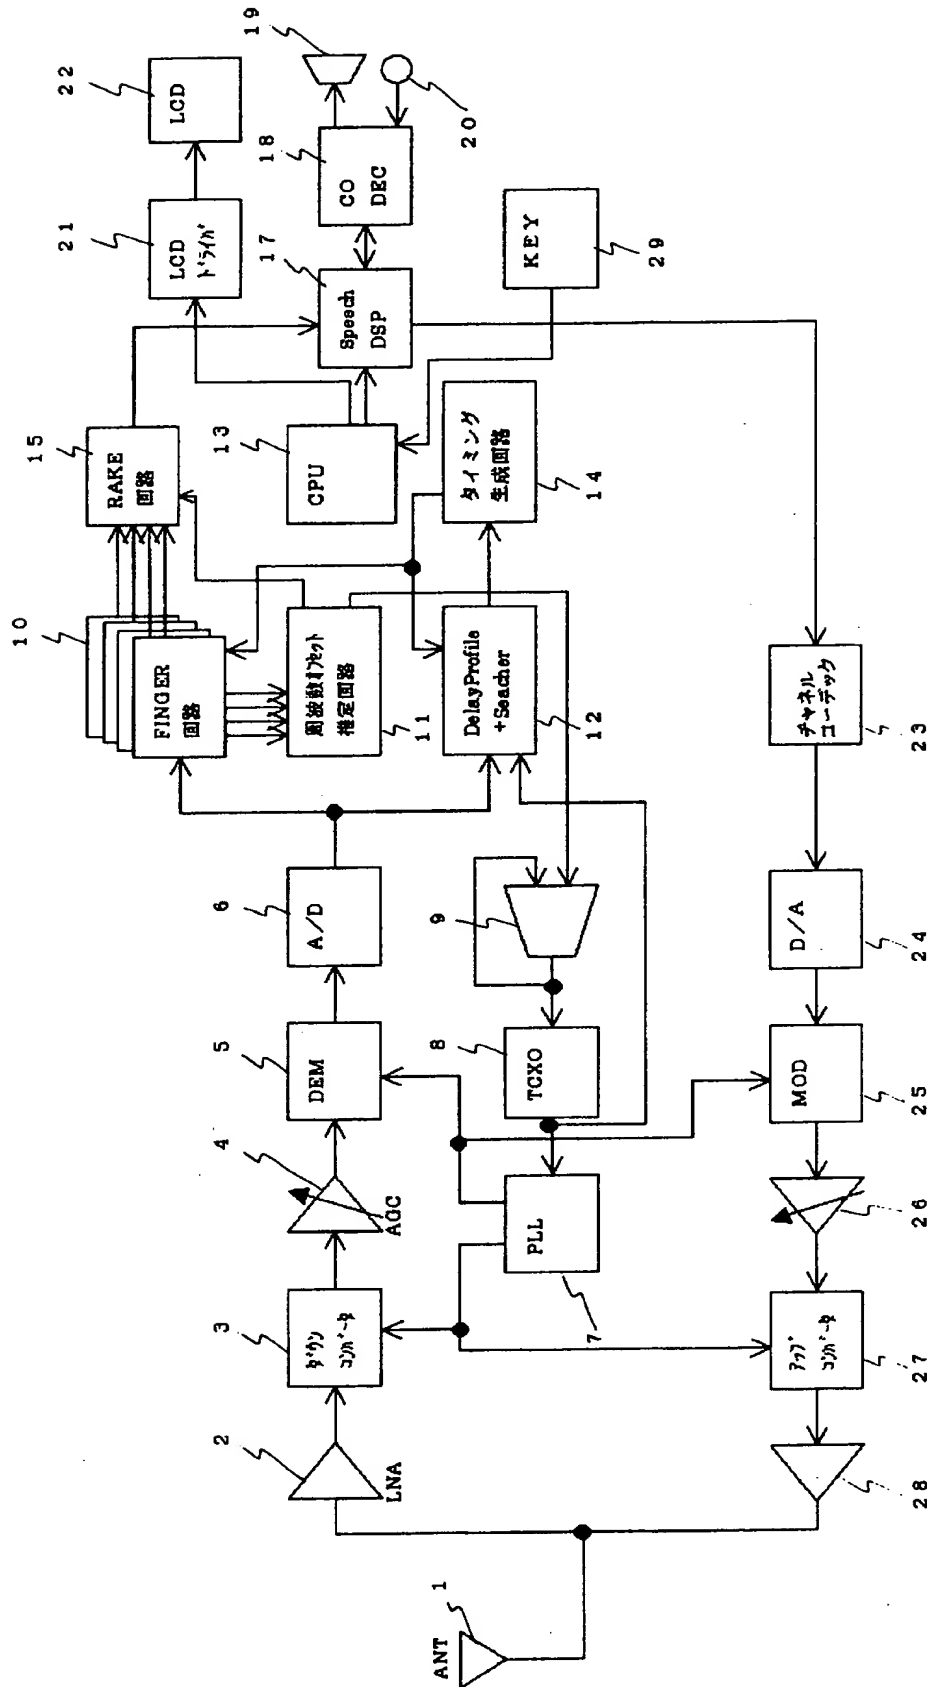 ANT
1
2
LNA
3
ダウン
コンバータ
4
AGC
5
DEM
6
A/D
7
PLL
8
TCXO
9
10
FINGER
回路
11
周波数オフセット
推定回路
12
DelayProfile
+Seacher
13
CPU
14
タイミング
生成回路
15
RAKE
回路
17
Speech
DSP
18
CO
DEC
19
20
21
LCD
ドライバ
22
LCD
23
チャネル
コーデック
24
D/A
25
MOD
26
27
アップ
コンバータ
28
29
KEY